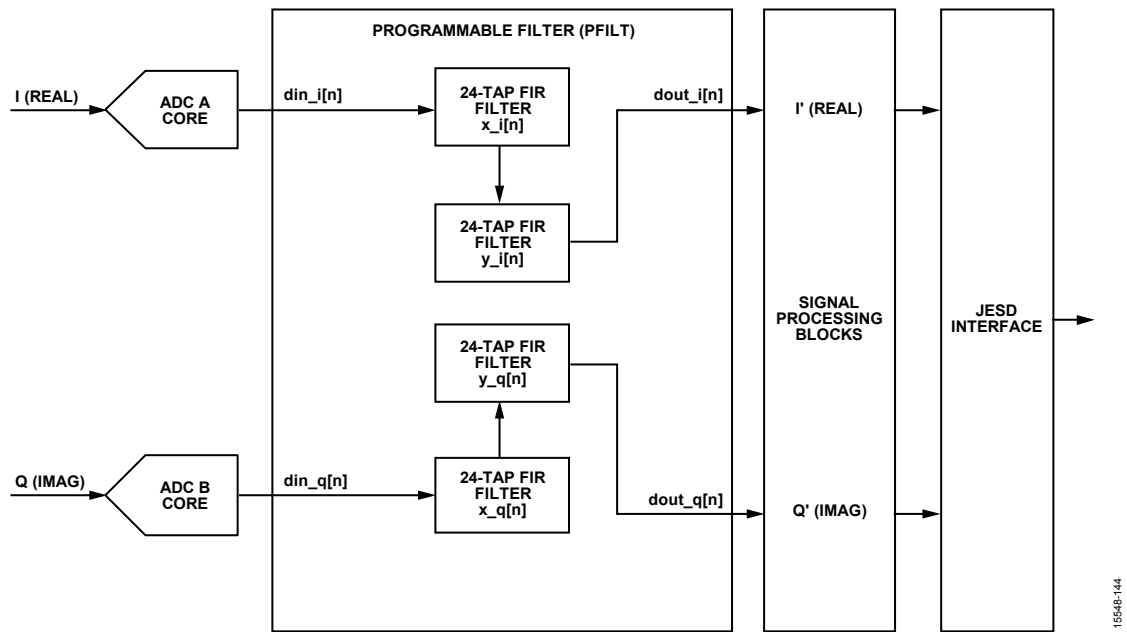 PROGRAMMABLE FILTER (PFILT)
I (REAL)
ADC A
CORE
din_i[n]
24-TAP FIR
FILTER
x_i[n]
dout_i[n]
I' (REAL)
24-TAP FIR
FILTER
y_i[n]
SIGNAL
PROCESSING
BLOCKS
JESD
INTERFACE
24-TAP FIR
FILTER
y_q[n]
Q (IMAG)
ADC B
CORE
din_q[n]
24-TAP FIR
FILTER
x_q[n]
dout_q[n]
Q' (IMAG)
15548-144